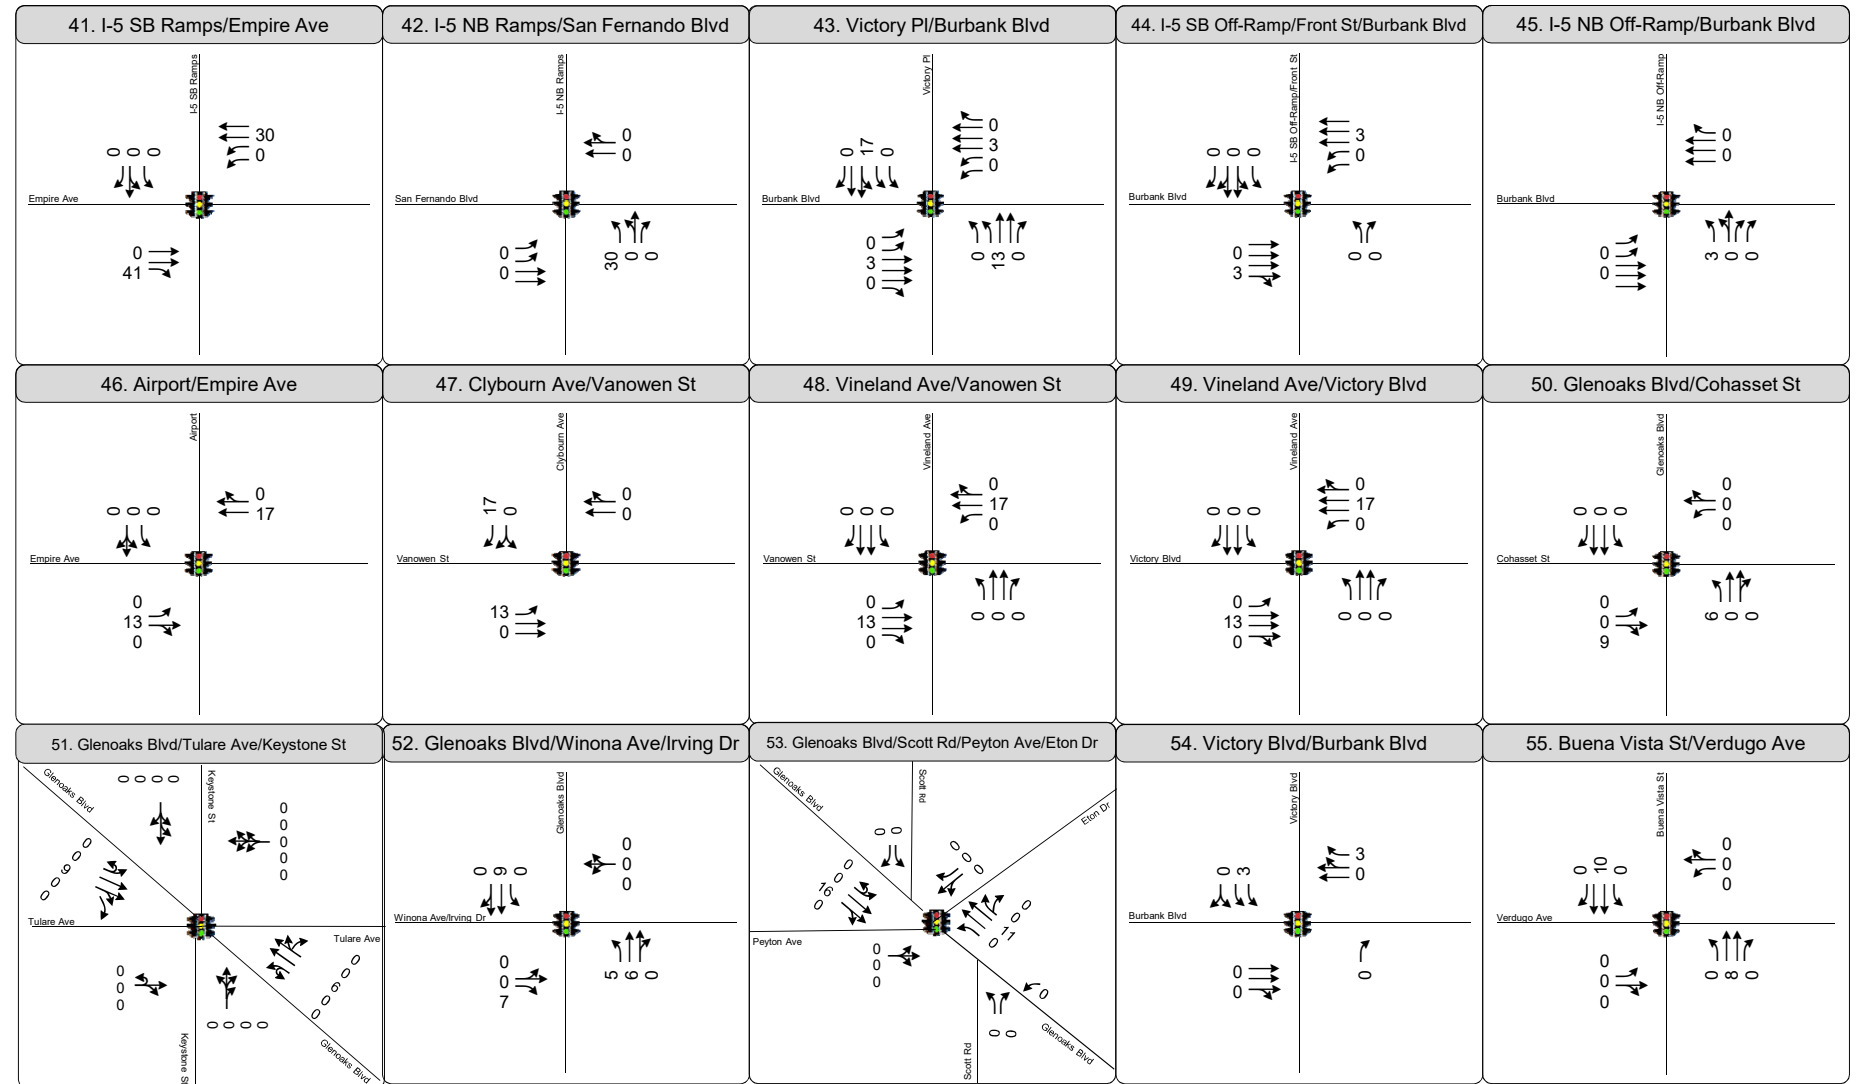 41. I-5 SB Ramps/Empire Ave
I-5 SB Ramps
30
0
0 0 0
Empire Ave
0
41
42. I-5 NB Ramps/San Fernando Blvd
I-5 NB Ramps
0
0
San Fernando Blvd
0
0
30 0 0
43. Victory Pl/Burbank Blvd
Victory Pl
0
3
0
0 17 0
Burbank Blvd
0
3
0
0 13 0
44. I-5 SB Off-Ramp/Front St/Burbank Blvd
I-5 SB Off-Ramp/Front St
3
0
0 0 0
Burbank Blvd
0
3
0 0
45. I-5 NB Off-Ramp/Burbank Blvd
I-5 NB Off-Ramp
0
0
Burbank Blvd
0
0
3 0 0
46. Airport/Empire Ave
Airport
0
17
0 0 0
Empire Ave
0
13
0
47. Clybourn Ave/Vanowen St
Clybourn Ave
0
0
17 0
Vanowen St
13
0
48. Vineland Ave/Vanowen St
Vineland Ave
0
17
0
0 0 0
Vanowen St
0
13
0
0 0 0
49. Vineland Ave/Victory Blvd
Vineland Ave
0
17
0
0 0 0
Victory Blvd
0
13
0
0 0 0
50. Glenoaks Blvd/Cohasset St
Glenoaks Blvd
0
0
0
0 0 0
Cohasset St
0
0
9
6 0 0
51. Glenoaks Blvd/Tulare Ave/Keystone St
Glenoaks Blvd
0 0 0 0
Keystone St
0
0
0
0
0
0 0 9 0 0
Tulare Ave
Tulare Ave
0
0
0
0 0 0 0
0 0 6 0 0
Keystone St
Glenoaks Blvd
52. Glenoaks Blvd/Winona Ave/Irving Dr
Glenoaks Blvd
0
0
0
0 9 0
Winona Ave/Irving Dr
0
0
7
5 6 0
53. Glenoaks Blvd/Scott Rd/Peyton Ave/Eton Dr
Glenoaks Blvd
Scott Rd
Eton Dr
0 0
0 0 0
0 0 16 0
0 0 11 0
Peyton Ave
0
0
0
0
0 0
Scott Rd
Glenoaks Blvd
54. Victory Blvd/Burbank Blvd
Victory Blvd
3
0
0 3
Burbank Blvd
0
0
0
55. Buena Vista St/Verdugo Ave
Buena Vista St
0
0
0
0 10 0
Verdugo Ave
0
0
0
0 8 0